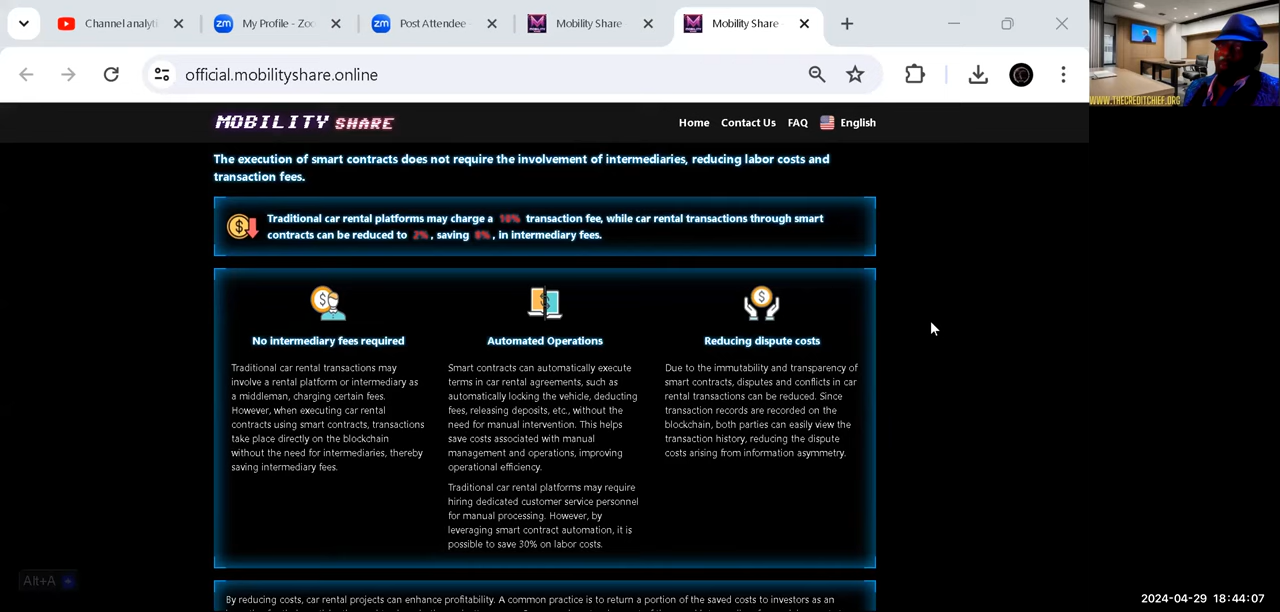 Channel analyti
My Profile - Zoo
Post Attendee -
Mobility Share
Mobility Share
official.mobilityshare.online
WWW.THECREDITCHIEF.ORG
MOBILITY SHARE
Home Contact Us FAQ English
The execution of smart contracts does not require the involvement of intermediaries, reducing labor costs and
transaction fees.
Traditional car rental platforms may charge a 10% transaction fee, while car rental transactions through smart
contracts can be reduced to 2%, saving 8%, in intermediary fees.
No intermediary fees required
Traditional car rental transactions may
involve a rental platform or intermediary as
a middleman, charging certain fees.
However, when executing car rental
contracts using smart contracts, transactions
take place directly on the blockchain
without the need for intermediaries, thereby
saving intermediary fees.
Automated Operations
Smart contracts can automatically execute
terms in car rental agreements, such as
automatically locking the vehicle, deducting
fees, releasing deposits, etc., without the
need for manual intervention. This helps
save costs associated with manual
management and operations, improving
operational efficiency.
Traditional car rental platforms may require
hiring dedicated customer service personnel
for manual processing. However, by
leveraging smart contract automation, it is
possible to save 30% on labor costs.
Reducing dispute costs
Due to the immutability and transparency of
smart contracts, disputes and conflicts in car
rental transactions can be reduced. Since
transaction records are recorded on the
blockchain, both parties can easily view the
transaction history, reducing the dispute
costs arising from information asymmetry.
Alt+A
By reducing costs, car rental projects can enhance profitability. A common practice is to return a portion of the saved costs to investors as an
2024-04-29 18:44:07